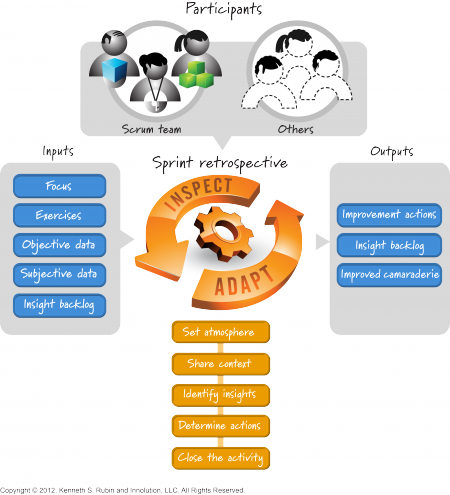 Participants
Scrum team
Others
Inputs
Sprint retrospective
Outputs
Focus
Exercises
Objective data
Subjective data
Insight backlog
INSPECT
ADAPT
Improvement actions
Insight backlog
Improved camaraderie
Set atmosphere
Share context
Identify insights
Determine actions
Close the activity
Copyright © 2012, Kenneth S. Rubin and Innolution, LLC. All Rights Reserved.